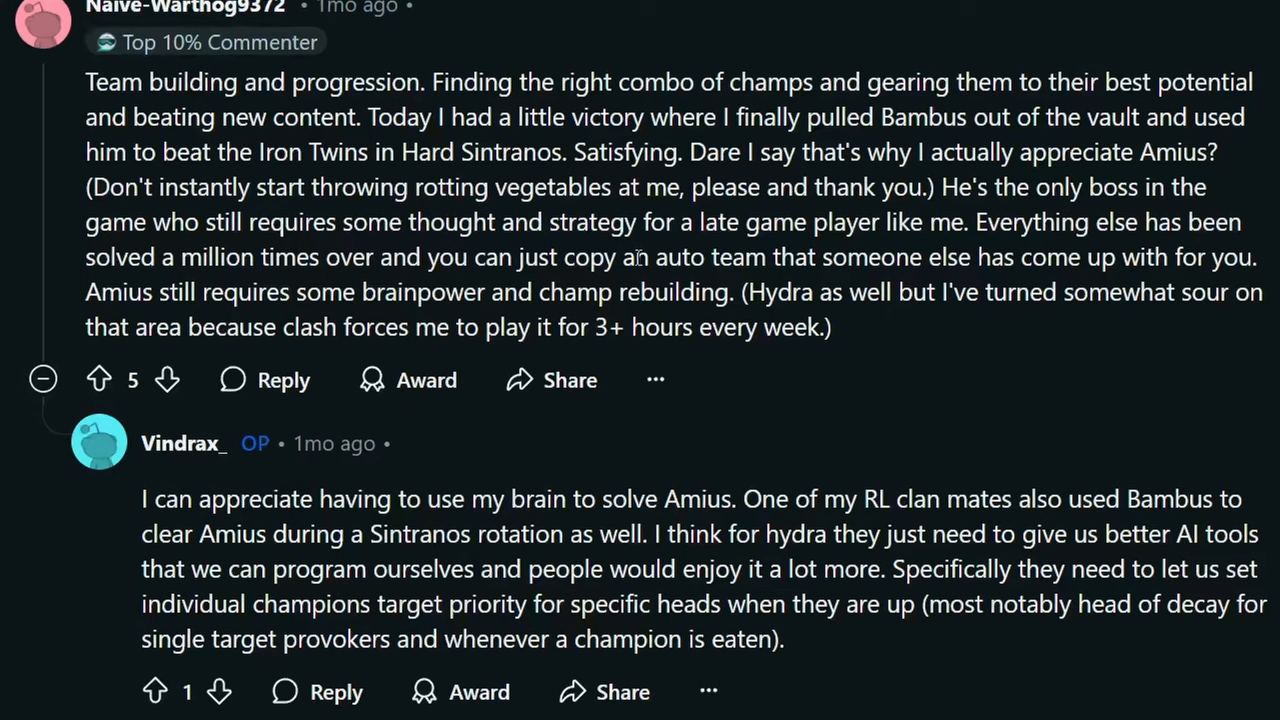 Naive-Warthog9372 • 1mo ago •
Top 10% Commenter
Team building and progression. Finding the right combo of champs and gearing them to their best potential
and beating new content. Today I had a little victory where I finally pulled Bambus out of the vault and used
him to beat the Iron Twins in Hard Sintranos. Satisfying. Dare I say that's why I actually appreciate Amius?
(Don't instantly start throwing rotting vegetables at me, please and thank you.) He's the only boss in the
game who still requires some thought and strategy for a late game player like me. Everything else has been
solved a million times over and you can just copy an auto team that someone else has come up with for you.
Amius still requires some brainpower and champ rebuilding. (Hydra as well but I've turned somewhat sour on
that area because clash forces me to play it for 3+ hours every week.)
5 Reply Award Share ...
Vindrax_ OP • 1mo ago •
I can appreciate having to use my brain to solve Amius. One of my RL clan mates also used Bambus to
clear Amius during a Sintranos rotation as well. I think for hydra they just need to give us better AI tools
that we can program ourselves and people would enjoy it a lot more. Specifically they need to let us set
individual champions target priority for specific heads when they are up (most notably head of decay for
single target provokers and whenever a champion is eaten).
1 Reply Award Share ...